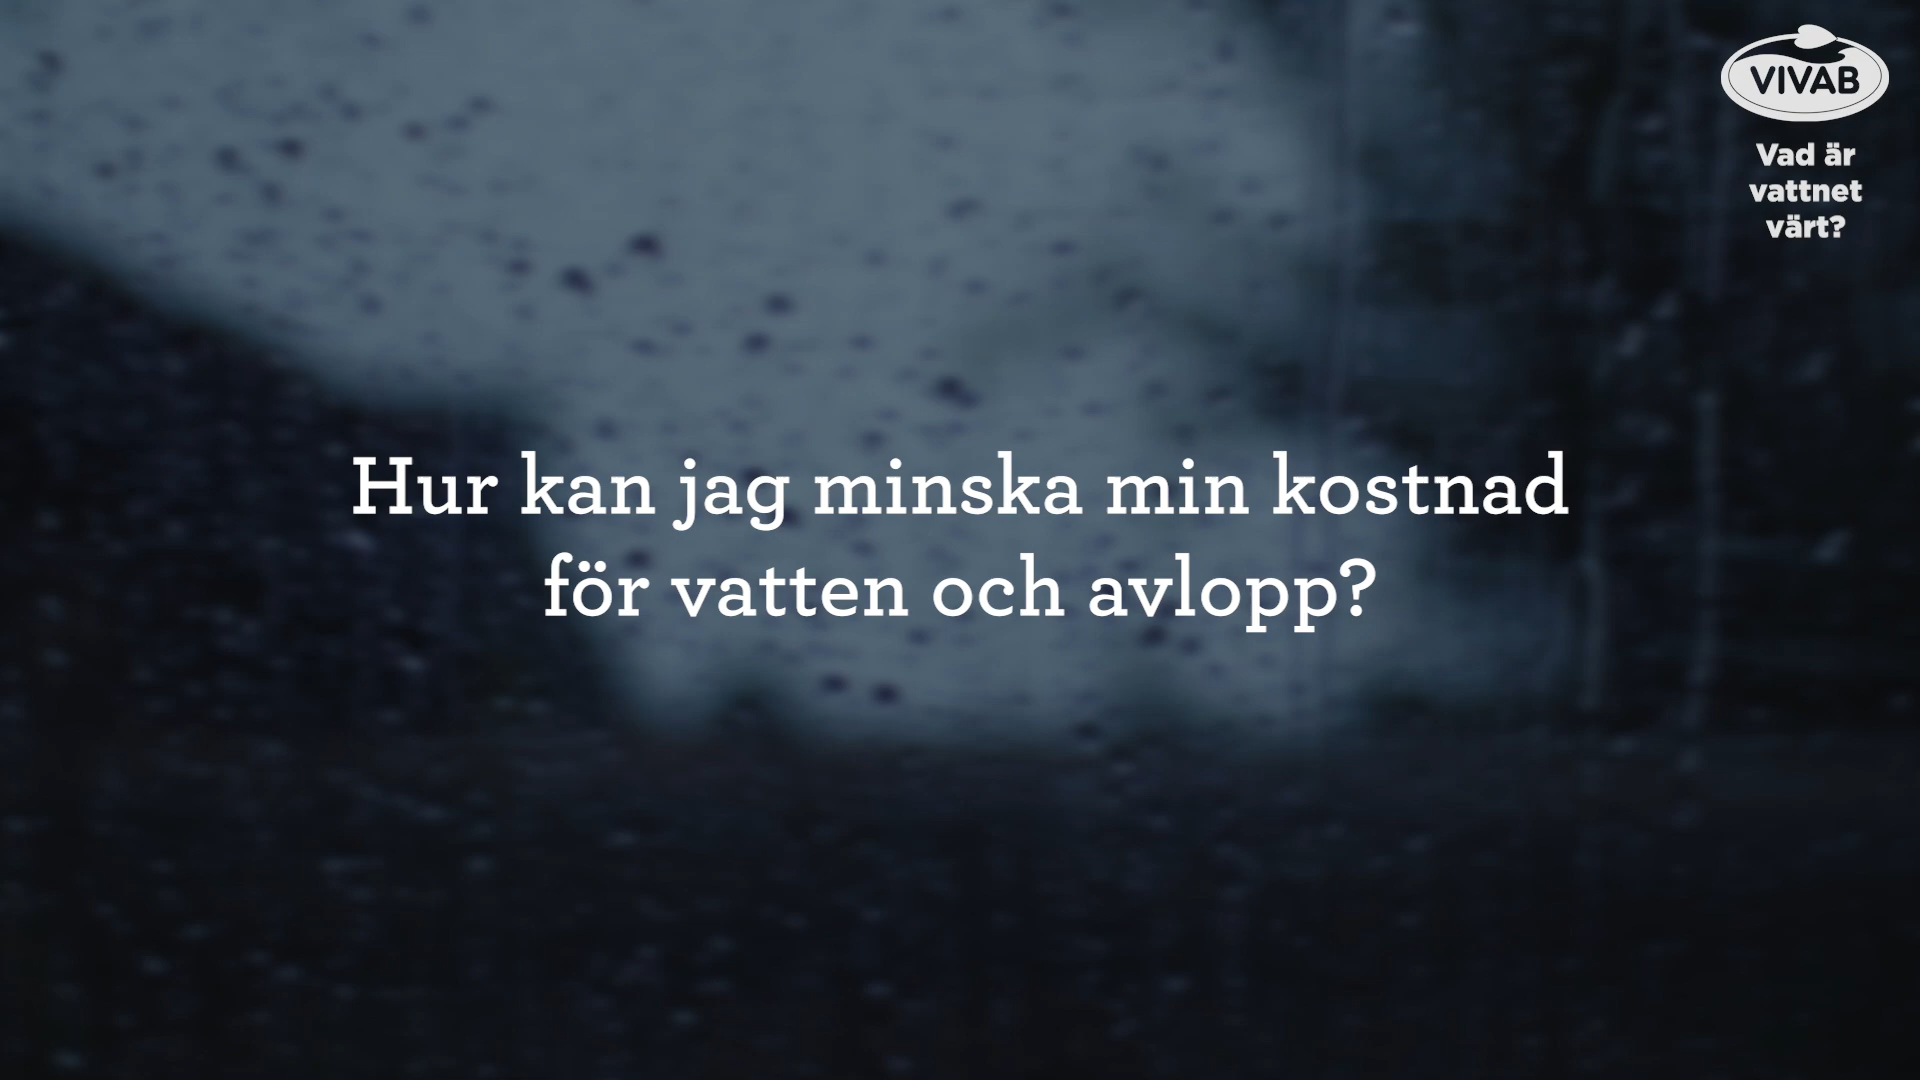 VIVAB
Vad är
vattnet
värt?
Hur kan jag minska min kostnad
för vatten och avlopp?